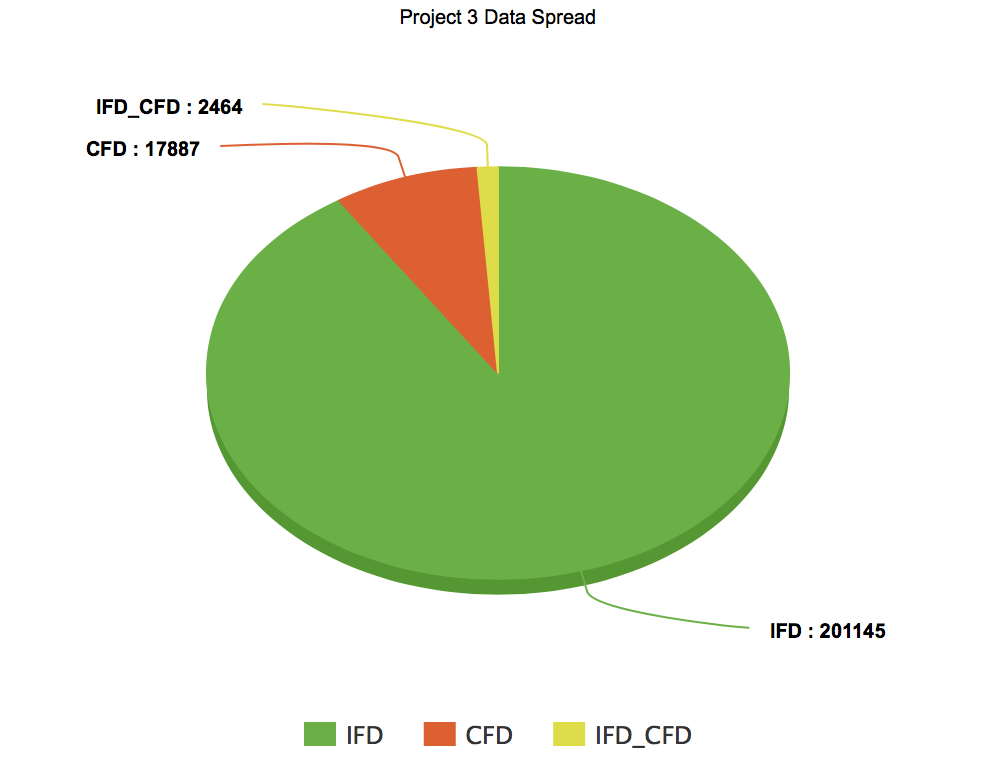 Project 3 Data Spread
IFD_CFD : 2464
CFD : 17887
IFD : 201145
IFD CFD IFD_CFD